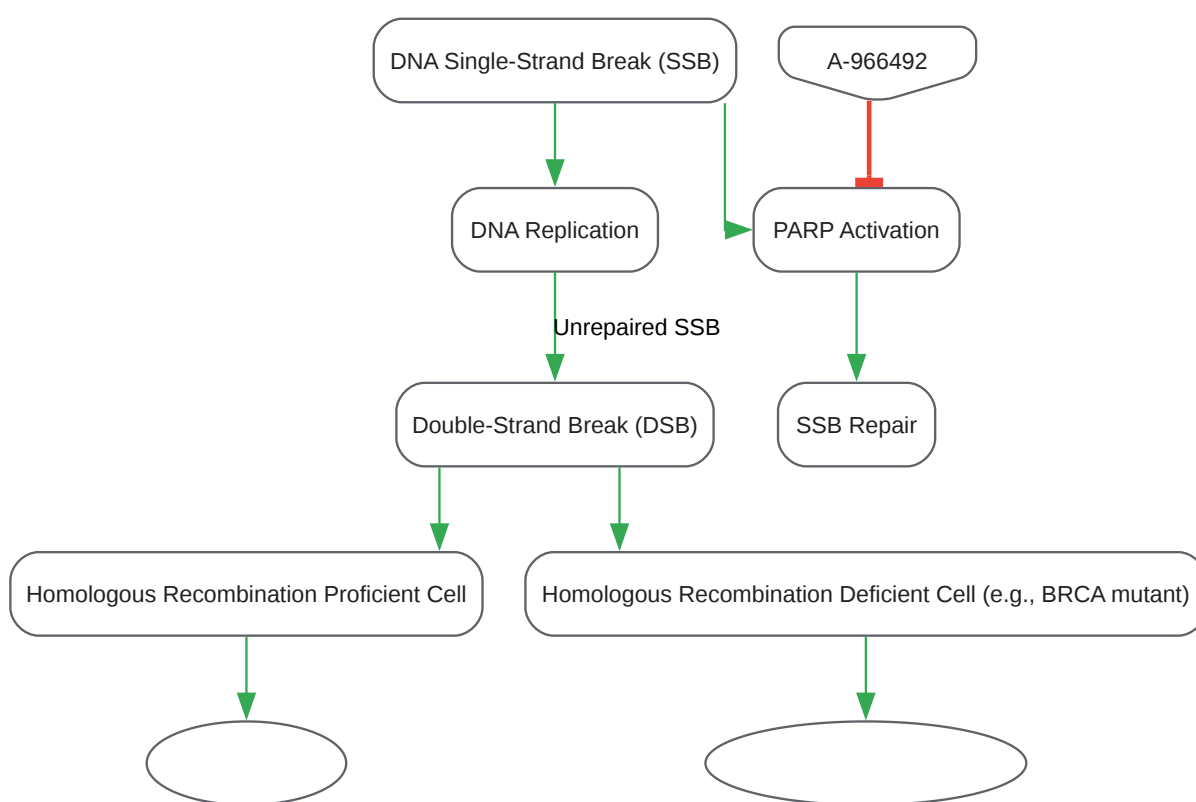 DNA Single-Strand Break (SSB)
A-966492
DNA Replication
PARP Activation
Unrepaired SSB
Double-Strand Break (DSB)
SSB Repair
Homologous Recombination Proficient Cell
Homologous Recombination Deficient Cell (e.g., BRCA mutant)